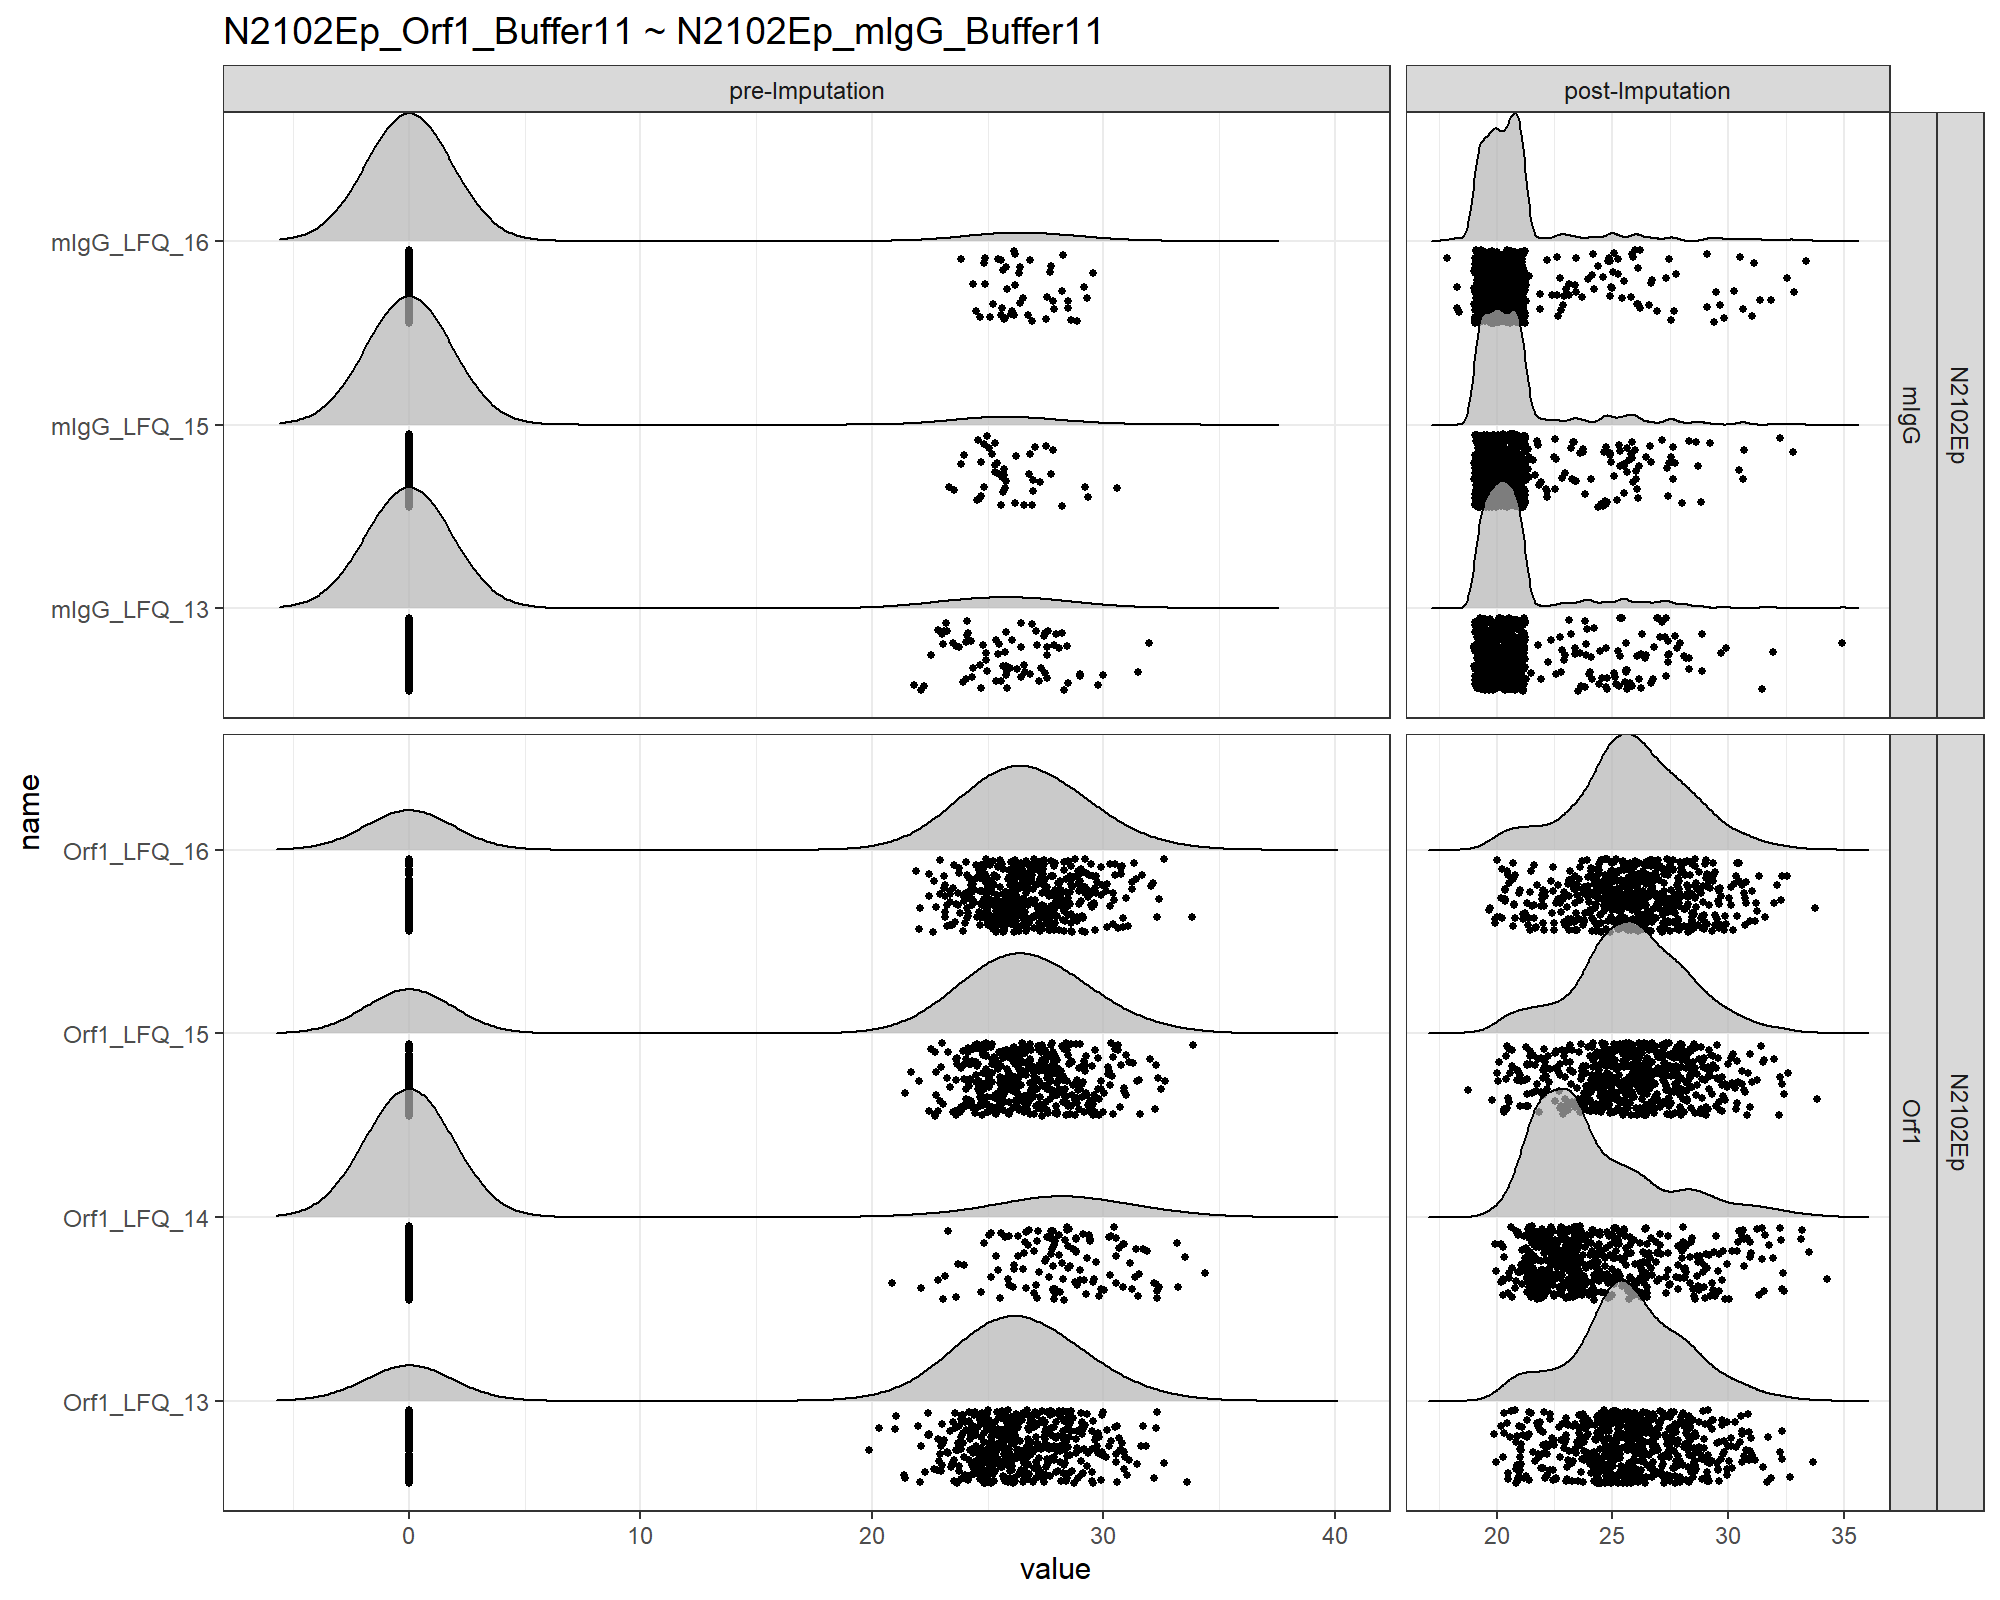 N2102Ep_Orf1_Buffer11 ~ N2102Ep_mIgG_Buffer11
pre-Imputation
post-Imputation
mIgG_LFQ_16
mIgG_LFQ_15
mIgG_LFQ_13
mIgG
N2102Ep
name
Orf1_LFQ_16
Orf1_LFQ_15
Orf1_LFQ_14
Orf1_LFQ_13
Orf1
N2102Ep
0 10 20 30 40
20 25 30 35
value